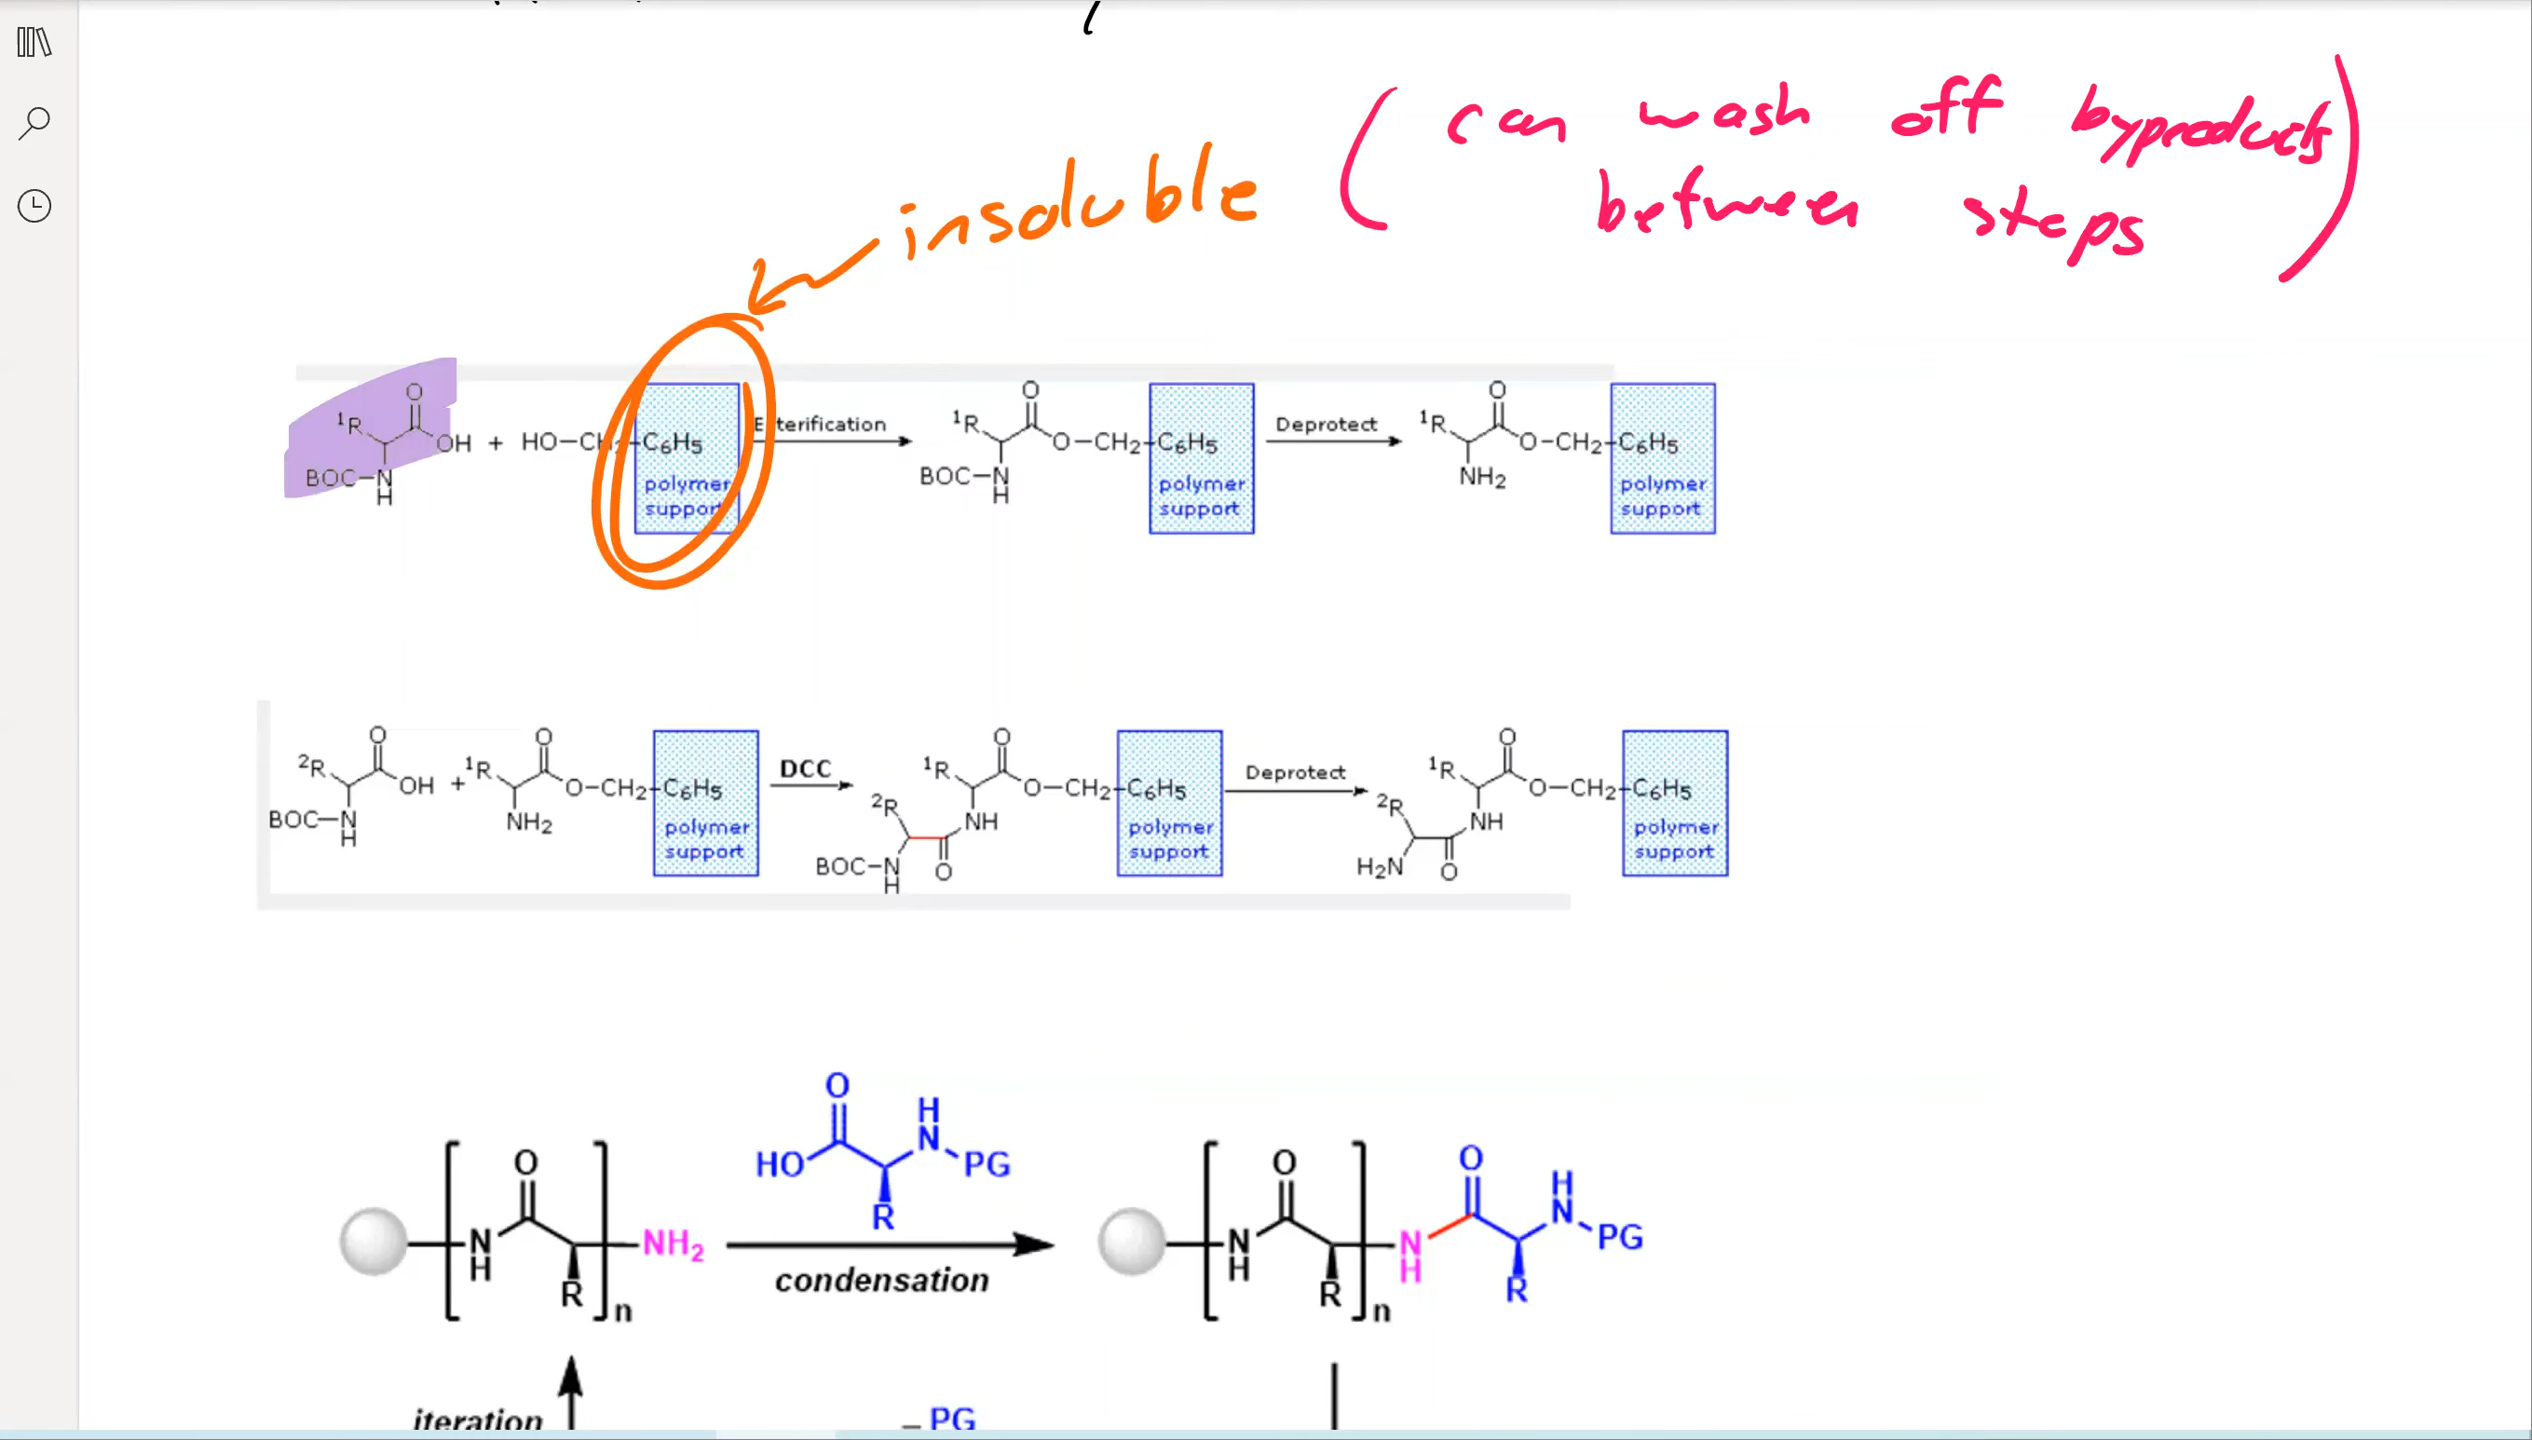 insoluble (can wash off byproducts
between steps)
¹R O OH + HO–CH₂–C₆H₅ Esterification ¹R O O–CH₂–C₆H₅ Deprotect ¹R O O–CH₂–C₆H₅
BOC–N H polymer support BOC–N H polymer support NH₂ polymer support
²R O OH + ¹R O O–CH₂–C₆H₅ DCC ¹R O O–CH₂–C₆H₅ Deprotect ¹R O O–CH₂–C₆H₅
BOC–N H NH₂ polymer support ²R NH BOC–N H O polymer support ²R NH H₂N O polymer support
O H
HO N PG
R
O N H R n NH₂ condensation O N H R n N H O R H N PG
iteration – PG